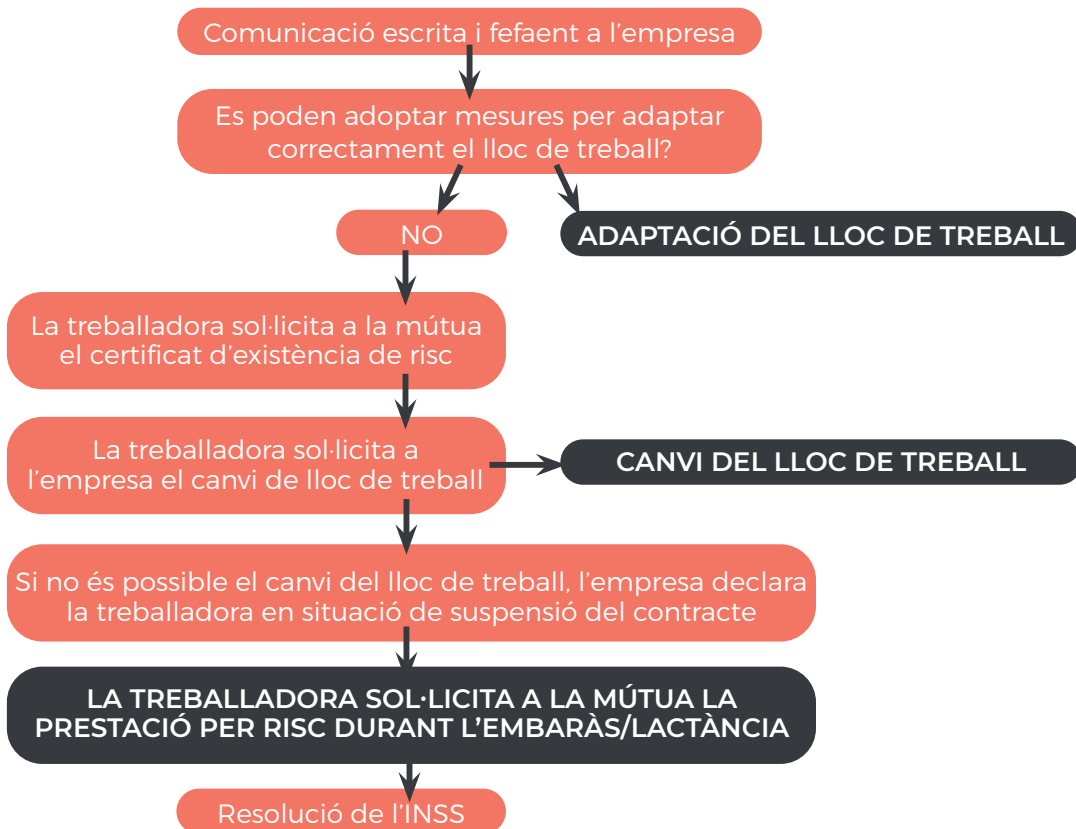 Comunicació escrita i fefaent a l’empresa
Es poden adoptar mesures per adaptar
correctament el lloc de treball?
NO
ADAPTACIÓ DEL LLOC DE TREBALL
La treballadora sol·licita a la mútua
el certificat d’existència de risc
La treballadora sol·licita a
l’empresa el canvi de lloc de treball
CANVI DEL LLOC DE TREBALL
Si no és possible el canvi del lloc de treball, l’empresa declara
la treballadora en situació de suspensió del contracte
LA TREBALLADORA SOL·LICITA A LA MÚTUA LA
PRESTACIÓ PER RISC DURANT L’EMBARÀS/LACTÀNCIA
Resolució de l’INSS